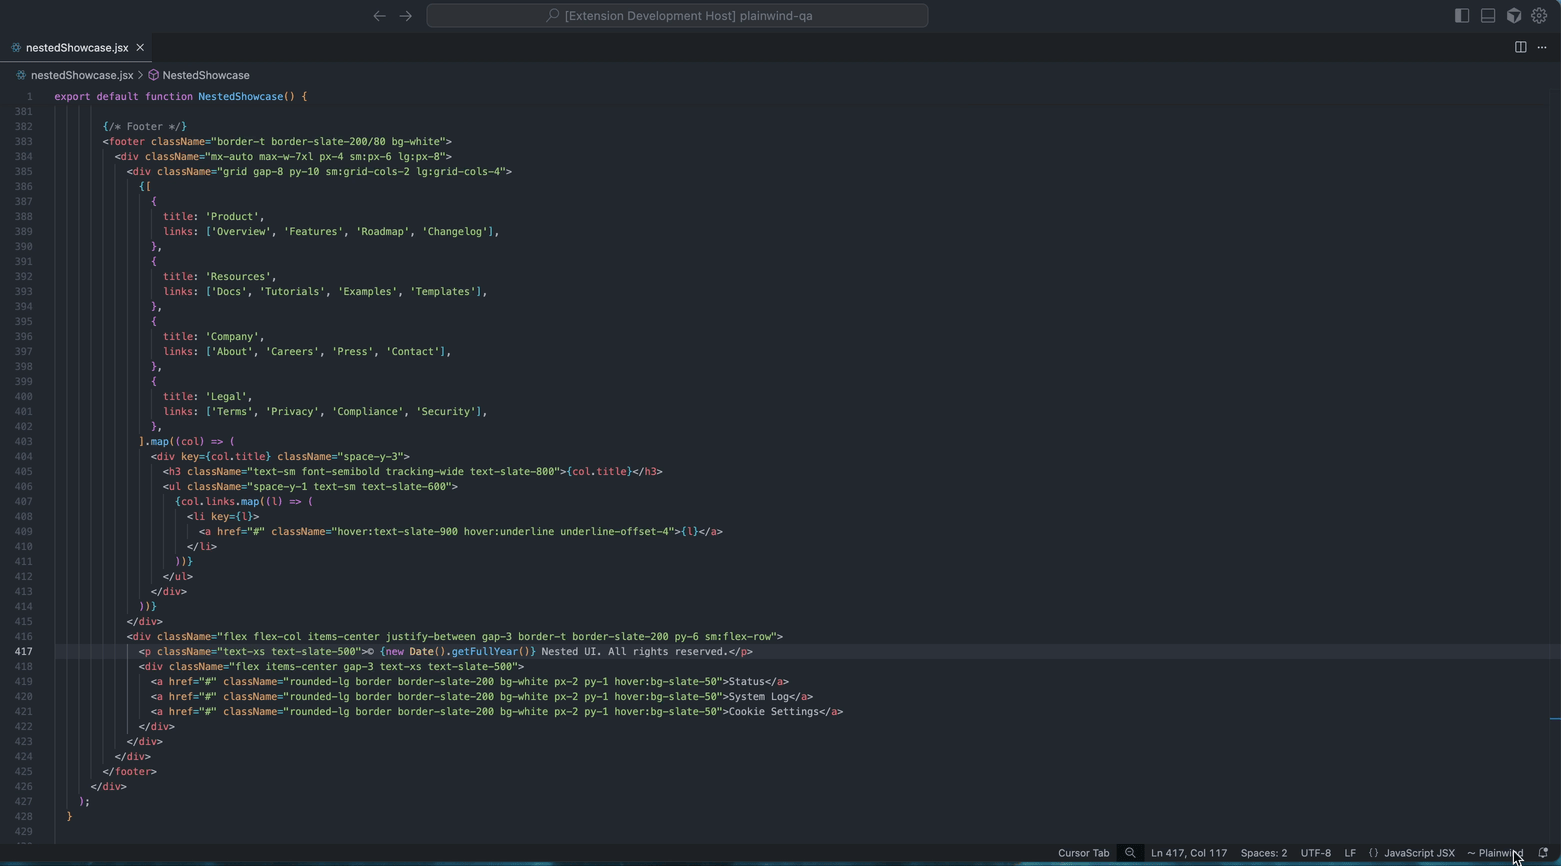 [Extension Development Host] plainwind-qa
nestedShowcase.jsx
nestedShowcase.jsx > NestedShowcase
1 export default function NestedShowcase() {
381
382 {/* Footer */}
383 <footer className="border-t border-slate-200/80 bg-white">
384 <div className="mx-auto max-w-7xl px-4 sm:px-6 lg:px-8">
385 <div className="grid gap-8 py-10 sm:grid-cols-2 lg:grid-cols-4">
386 {[
387 {
388 title: 'Product',
389 links: ['Overview', 'Features', 'Roadmap', 'Changelog'],
390 },
391 {
392 title: 'Resources',
393 links: ['Docs', 'Tutorials', 'Examples', 'Templates'],
394 },
395 {
396 title: 'Company',
397 links: ['About', 'Careers', 'Press', 'Contact'],
398 },
399 {
400 title: 'Legal',
401 links: ['Terms', 'Privacy', 'Compliance', 'Security'],
402 },
403 ].map((col) => (
404 <div key={col.title} className="space-y-3">
405 <h3 className="text-sm font-semibold tracking-wide text-slate-800">{col.title}</h3>
406 <ul className="space-y-1 text-sm text-slate-600">
407 {col.links.map((l) => (
408 <li key={l}>
409 <a href="#" className="hover:text-slate-900 hover:underline underline-offset-4">{l}</a>
410 </li>
411 ))}
412 </ul>
413 </div>
414 ))}
415 </div>
416 <div className="flex flex-col items-center justify-between gap-3 border-t border-slate-200 py-6 sm:flex-row">
417 <p className="text-xs text-slate-500">© {new Date().getFullYear()} Nested UI. All rights reserved.</p>
418 <div className="flex items-center gap-3 text-xs text-slate-500">
419 <a href="#" className="rounded-lg border border-slate-200 bg-white px-2 py-1 hover:bg-slate-50">Status</a>
420 <a href="#" className="rounded-lg border border-slate-200 bg-white px-2 py-1 hover:bg-slate-50">System Log</a>
421 <a href="#" className="rounded-lg border border-slate-200 bg-white px-2 py-1 hover:bg-slate-50">Cookie Settings</a>
422 </div>
423 </div>
424 </div>
425 </footer>
426 </div>
427 );
428 }
429
Cursor Tab Ln 417, Col 117 Spaces: 2 UTF-8 LF {} JavaScript JSX ~ Plainwind